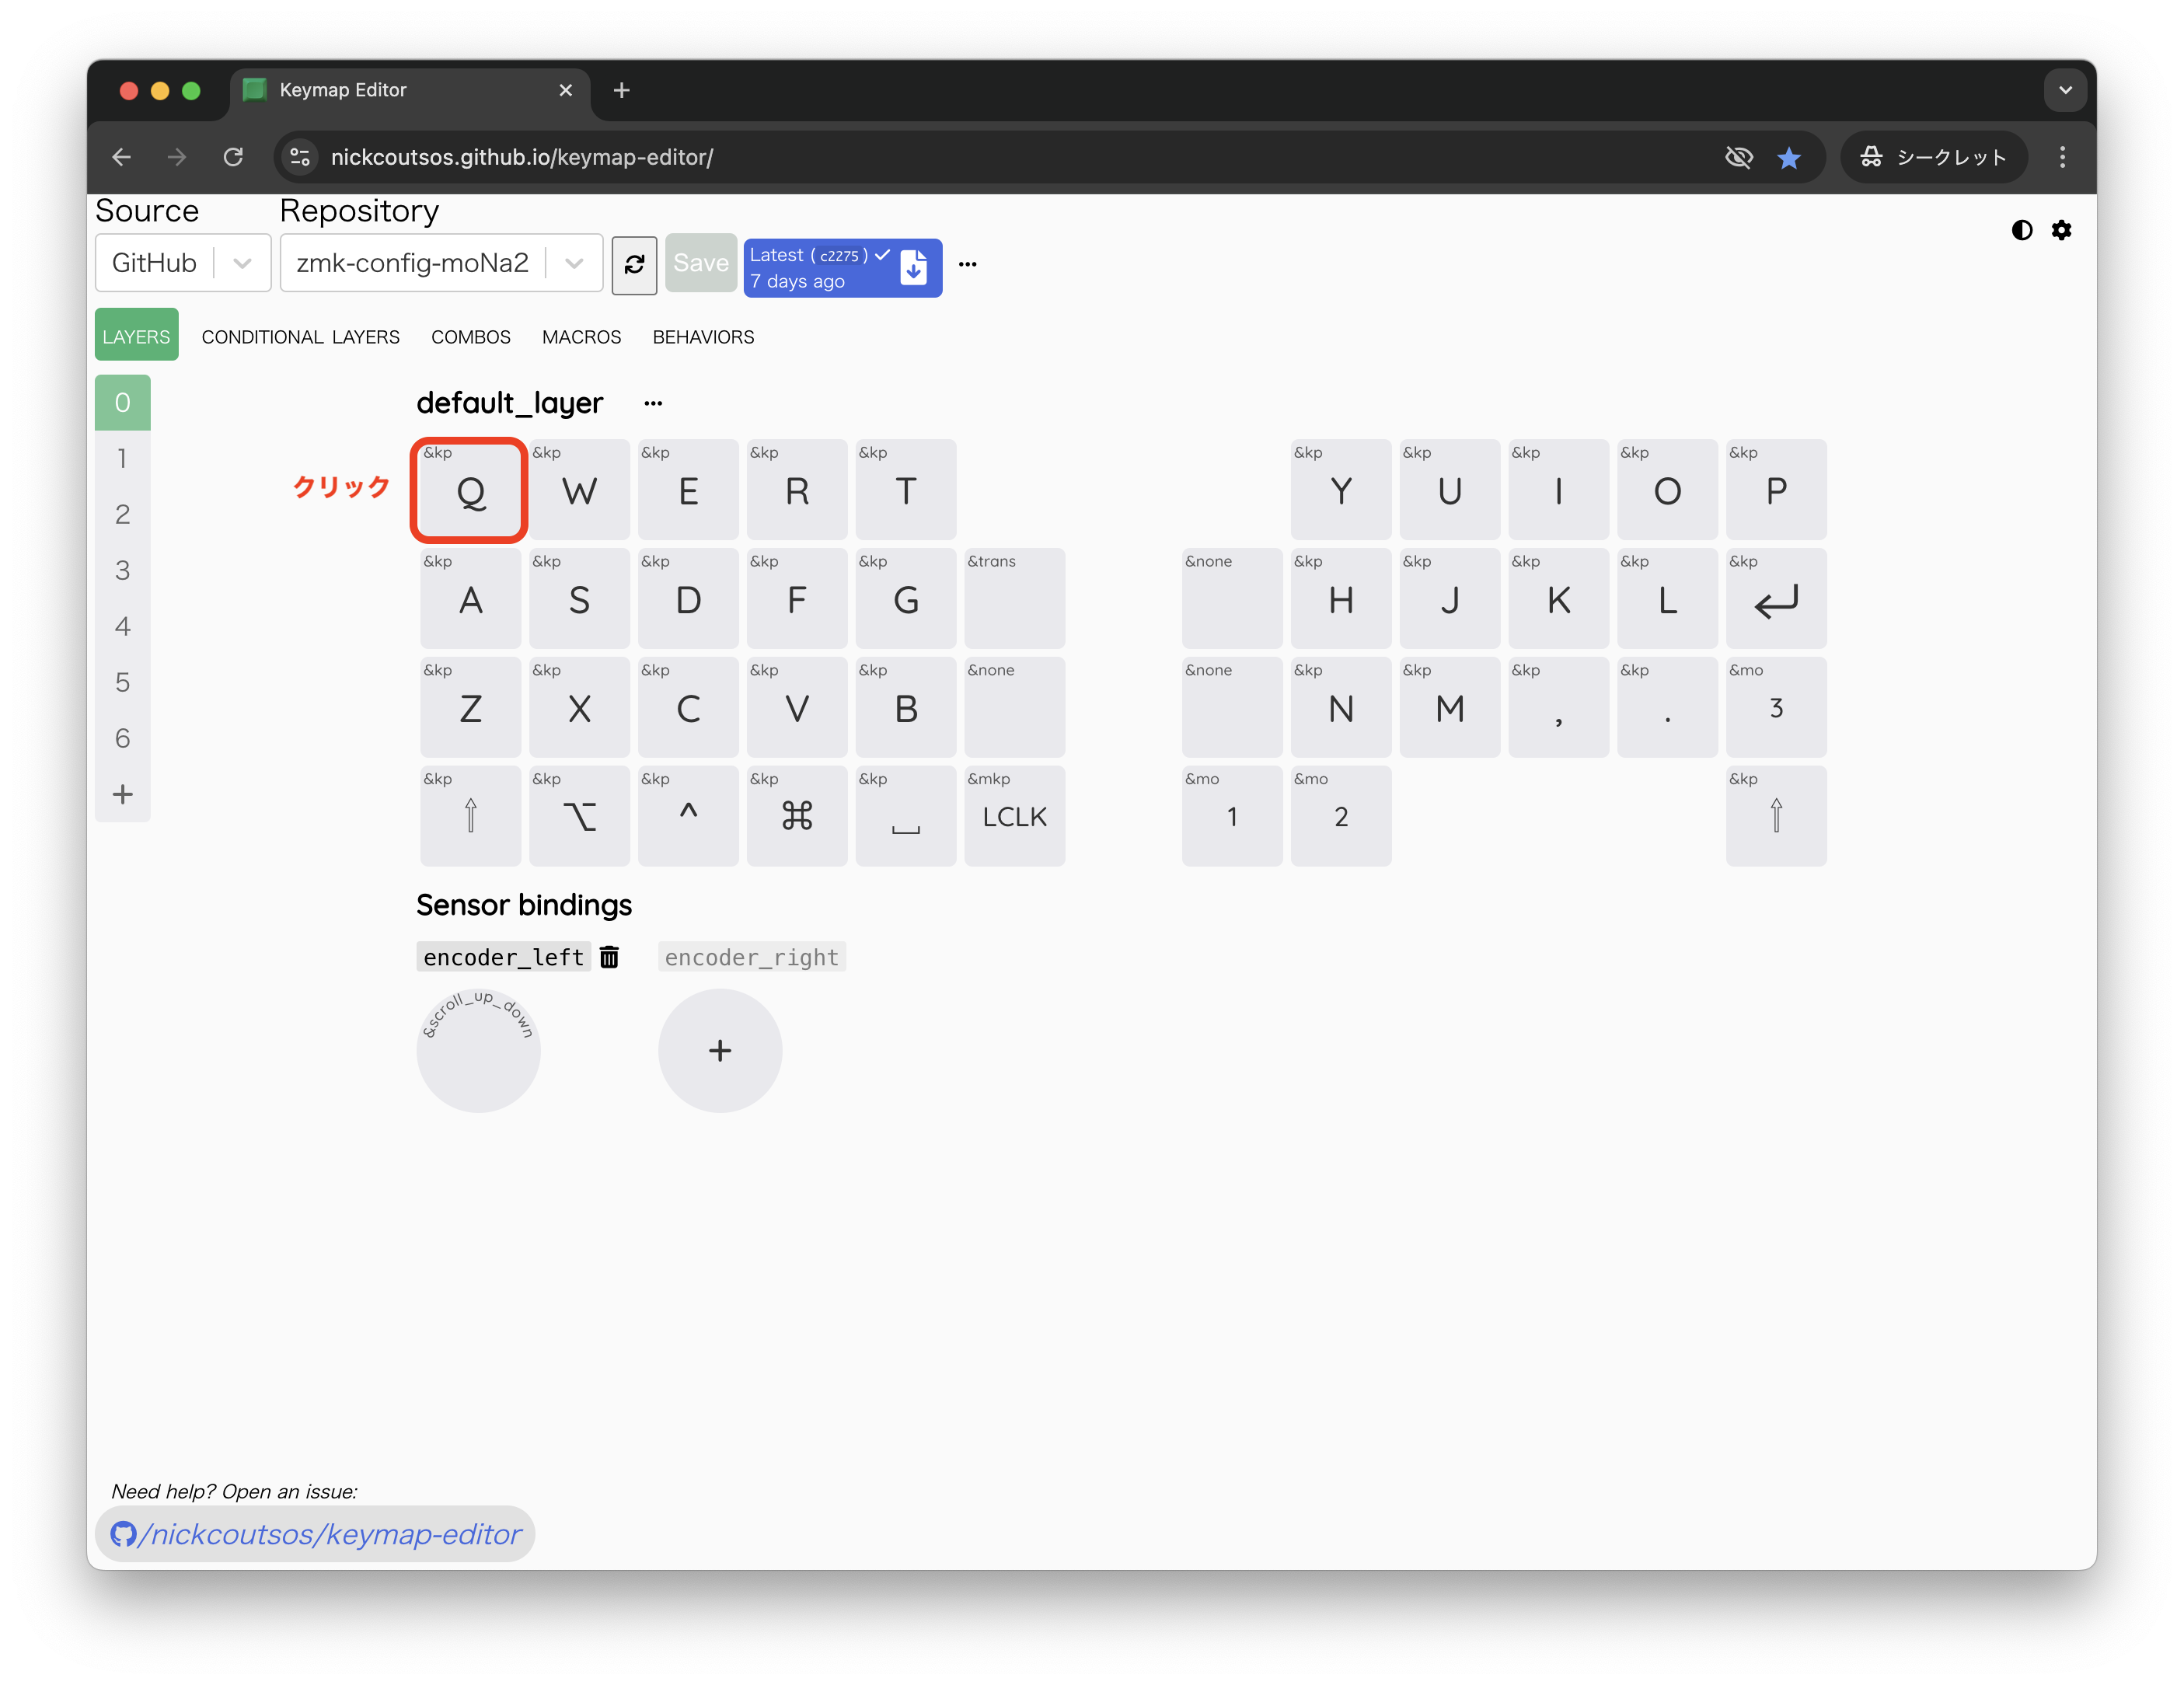 Keymap Editor
nickcoutsos.github.io/keymap-editor/
シークレット
Source Repository
GitHub zmk-config-moNa2 Save Latest (c2275)
7 days ago
LAYERS CONDITIONAL LAYERS COMBOS MACROS BEHAVIORS
0
1
2
3
4
5
6
+
default_layer ...
クリック
&kp &kp &kp &kp &kp &kp &kp &kp &kp &kp
Q W E R T Y U I O P
&kp &kp &kp &kp &kp &trans &none &kp &kp &kp &kp &kp
A S D F G H J K L
&kp &kp &kp &kp &kp &none &none &kp &kp &kp &kp &mo
Z X C V B N M , . 3
&kp &kp &kp &kp &kp &mkp &mo &mo &kp
⇧ ⌥ ^ ⌘ ⎵ LCLK 1 2 ⇧
Sensor bindings
encoder_left encoder_right
&scroll_up_down
+
Need help? Open an issue:
/nickcoutsos/keymap-editor